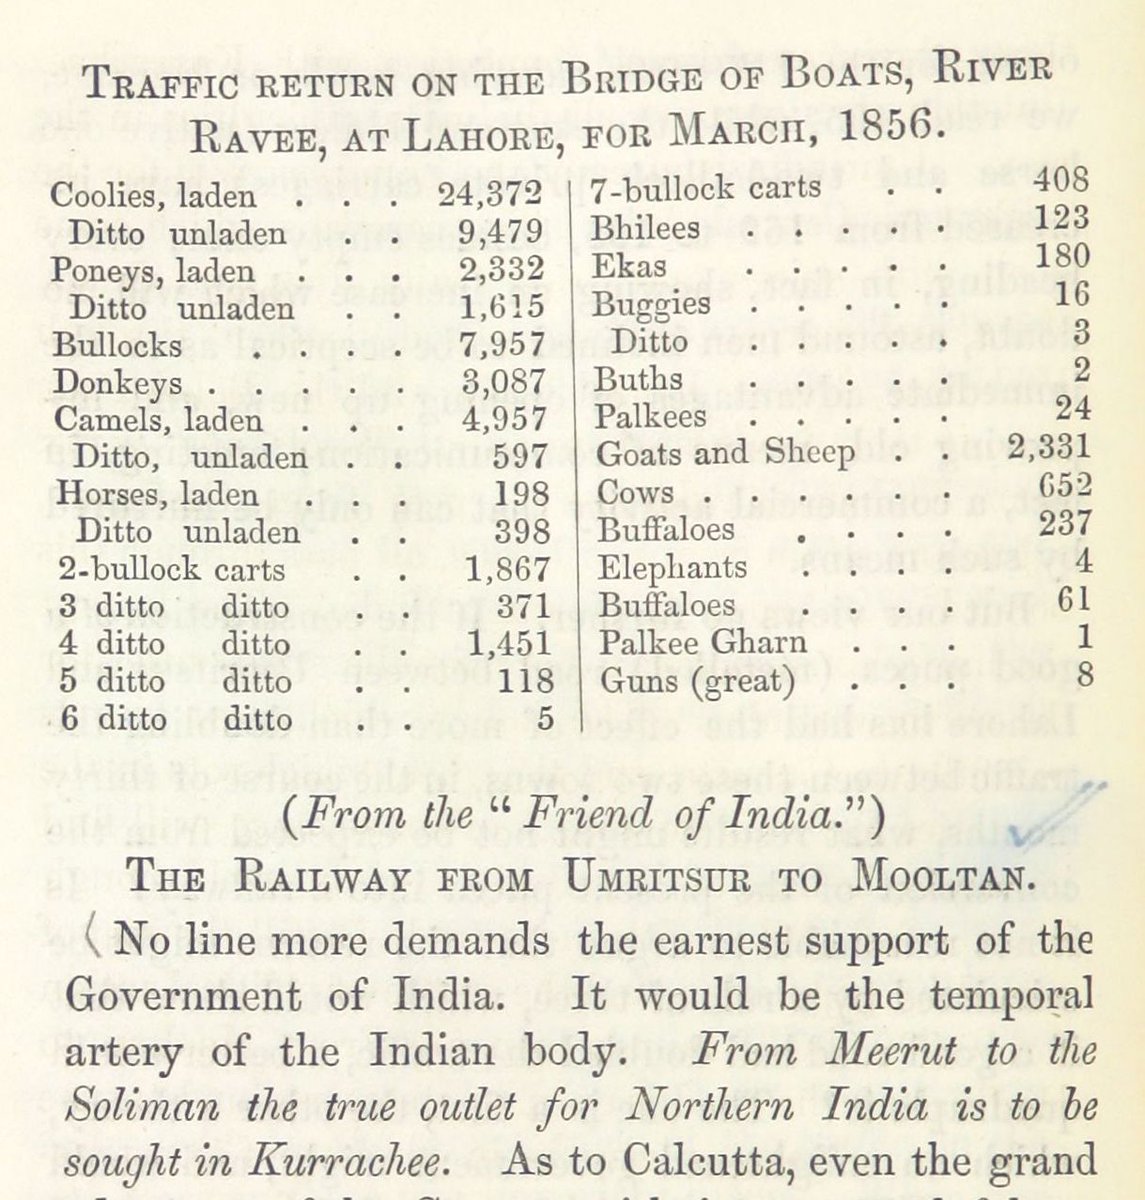 TRAFFIC RETURN ON THE BRIDGE OF BOATS, RIVER
RAVEE, AT LAHORE, FOR MARCH, 1856.
Coolies, laden . . . 24,372
Ditto unladen . . 9,479
Poneys, laden . . . 2,332
Ditto unladen . . 1,615
Bullocks . . . . 7,957
Donkeys . . . . . 3,087
Camels, laden . . . 4,957
Ditto, unladen . . 597
Horses, laden . . . 198
Ditto unladen . . 398
2-bullock carts . . 1,867
3 ditto ditto . . 371
4 ditto ditto . . 1,451
5 ditto ditto . . 118
6 ditto ditto . . 5
7-bullock carts . . 408
Bhilees . . . . . 123
Ekas . . . . . 180
Buggies . . . . . 16
Ditto . . . . . 3
Buths . . . . . 2
Palkees . . . . . 24
Goats and Sheep . . 2,331
Cows . . . . . . 652
Buffaloes . . . . 237
Elephants . . . . 4
Buffaloes . . . . 61
Palkee Gharn . . . 1
Guns (great) . . . 8
(From the “ Friend of India.”)
THE RAILWAY FROM UMRITSUR TO MOOLTAN.
No line more demands the earnest support of the
Government of India. It would be the temporal
artery of the Indian body. From Meerut to the
Soliman the true outlet for Northern India is to be
sought in Kurrachee. As to Calcutta, even the grand